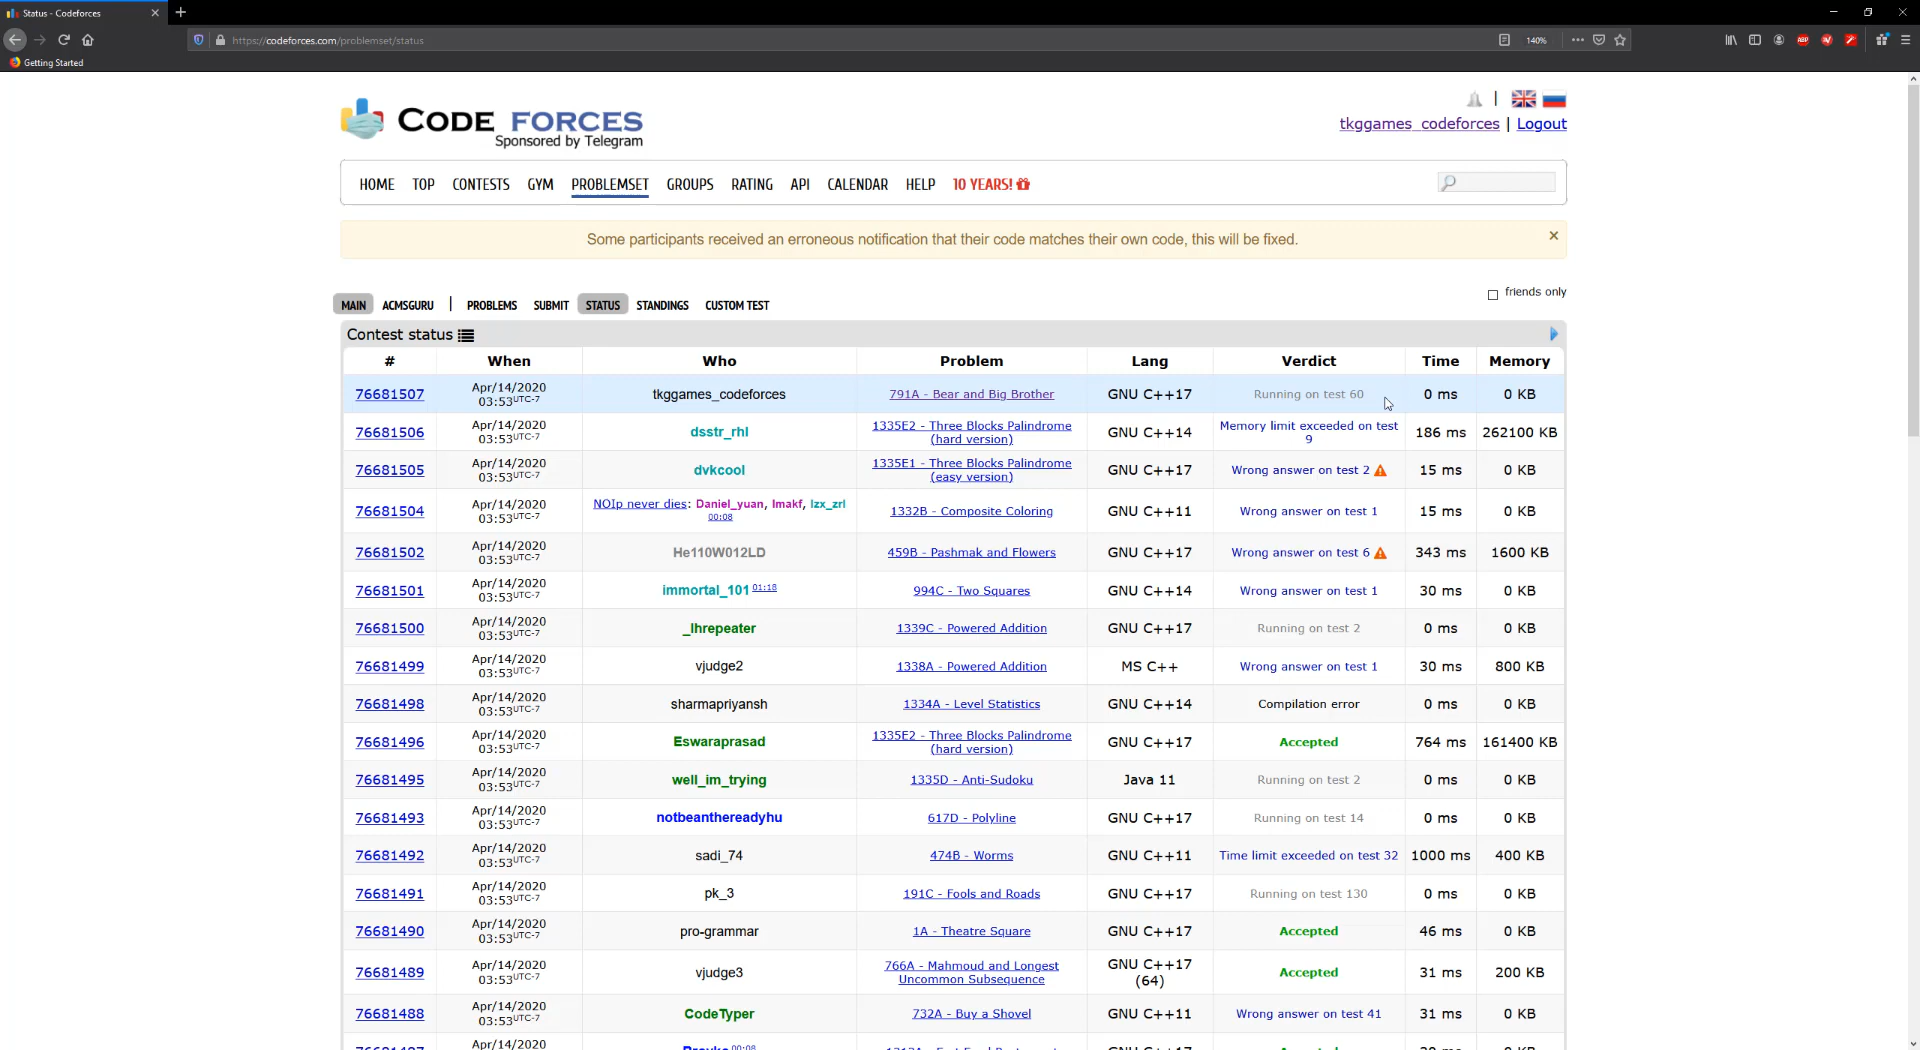 Status - Codeforces
https://codeforces.com/problemset/status
140%
Getting Started
CODE FORCES
Sponsored by Telegram
tkggames_codeforces | Logout
HOME TOP CONTESTS GYM PROBLEMSET GROUPS RATING API CALENDAR HELP 10 YEARS!
Some participants received an erroneous notification that their code matches their own code, this will be fixed.
MAIN ACMSGURU | PROBLEMS SUBMIT STATUS STANDINGS CUSTOM TEST
friends only
Contest status
# When Who Problem Lang Verdict Time Memory
76681507 Apr/14/2020 03:53UTC-7 tkggames_codeforces 791A - Bear and Big Brother GNU C++17 Running on test 60 0 ms 0 KB
76681506 Apr/14/2020 03:53UTC-7 dsstr_rhl 1335E2 - Three Blocks Palindrome (hard version) GNU C++14 Memory limit exceeded on test 9 186 ms 262100 KB
76681505 Apr/14/2020 03:53UTC-7 dvkcool 1335E1 - Three Blocks Palindrome (easy version) GNU C++17 Wrong answer on test 2 15 ms 0 KB
76681504 Apr/14/2020 03:53UTC-7 NOIp never dies: Daniel_yuan, lmakf, lzx_zrl 00:08 1332B - Composite Coloring GNU C++11 Wrong answer on test 1 15 ms 0 KB
76681502 Apr/14/2020 03:53UTC-7 He110W012LD 459B - Pashmak and Flowers GNU C++17 Wrong answer on test 6 343 ms 1600 KB
76681501 Apr/14/2020 03:53UTC-7 immortal_101 01:18 994C - Two Squares GNU C++14 Wrong answer on test 1 30 ms 0 KB
76681500 Apr/14/2020 03:53UTC-7 _lhrepeater 1339C - Powered Addition GNU C++17 Running on test 2 0 ms 0 KB
76681499 Apr/14/2020 03:53UTC-7 vjudge2 1338A - Powered Addition MS C++ Wrong answer on test 1 30 ms 800 KB
76681498 Apr/14/2020 03:53UTC-7 sharmapriyansh 1334A - Level Statistics GNU C++14 Compilation error 0 ms 0 KB
76681496 Apr/14/2020 03:53UTC-7 Eswaraprasad 1335E2 - Three Blocks Palindrome (hard version) GNU C++17 Accepted 764 ms 161400 KB
76681495 Apr/14/2020 03:53UTC-7 well_im_trying 1335D - Anti-Sudoku Java 11 Running on test 2 0 ms 0 KB
76681493 Apr/14/2020 03:53UTC-7 notbeanthereadyhu 617D - Polyline GNU C++17 Running on test 14 0 ms 0 KB
76681492 Apr/14/2020 03:53UTC-7 sadi_74 474B - Worms GNU C++11 Time limit exceeded on test 32 1000 ms 400 KB
76681491 Apr/14/2020 03:53UTC-7 pk_3 191C - Fools and Roads GNU C++17 Running on test 130 0 ms 0 KB
76681490 Apr/14/2020 03:53UTC-7 pro-grammar 1A - Theatre Square GNU C++17 Accepted 46 ms 0 KB
76681489 Apr/14/2020 03:53UTC-7 vjudge3 766A - Mahmoud and Longest Uncommon Subsequence GNU C++17 (64) Accepted 31 ms 200 KB
76681488 Apr/14/2020 03:53UTC-7 CodeTyper 732A - Buy a Shovel GNU C++11 Wrong answer on test 41 31 ms 0 KB
Apr/14/2020